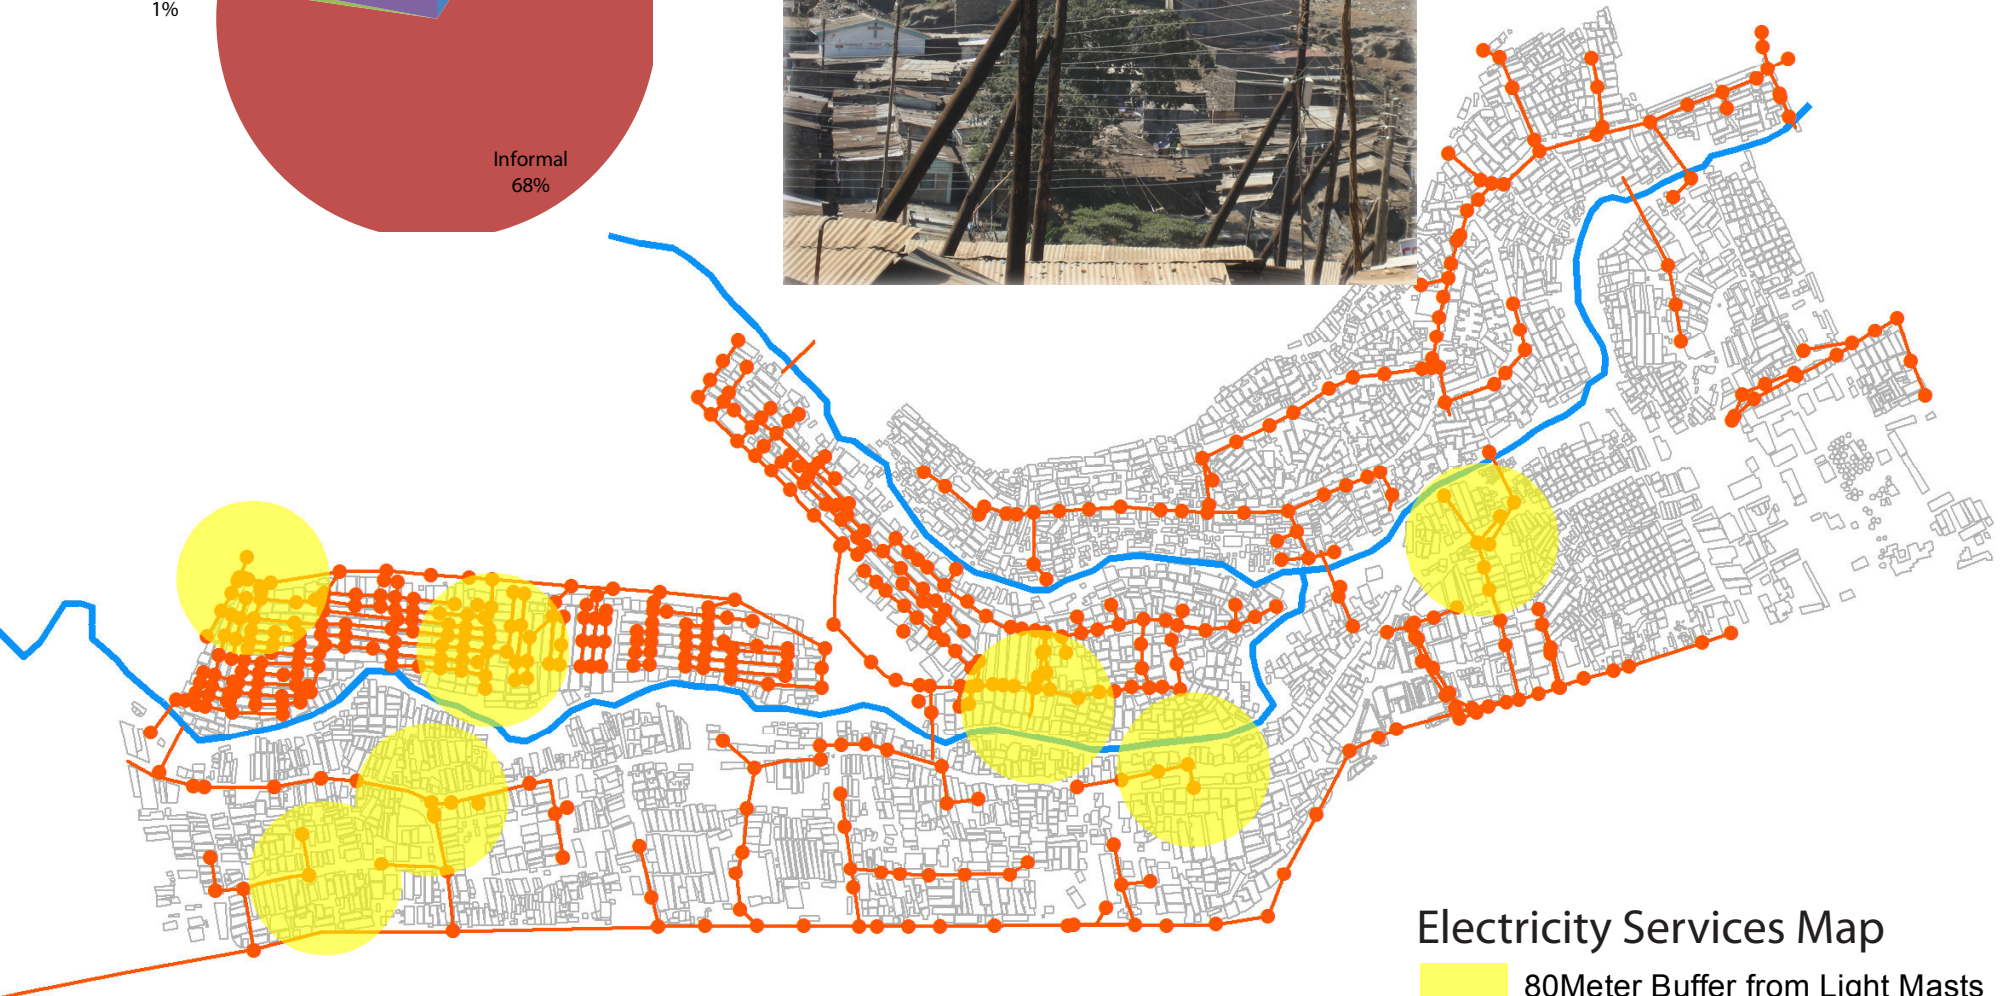 1%
Informal
68%
Electricity Services Map
80Meter Buffer from Light Masts